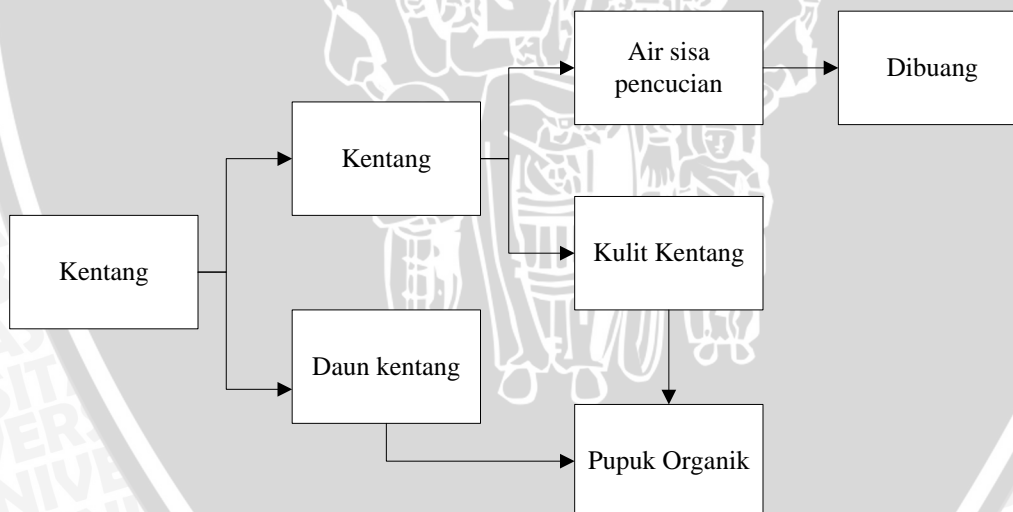 Air sisa
pencucian
Dibuang
Kentang
Kulit Kentang
Kentang
Daun kentang
Pupuk Organik